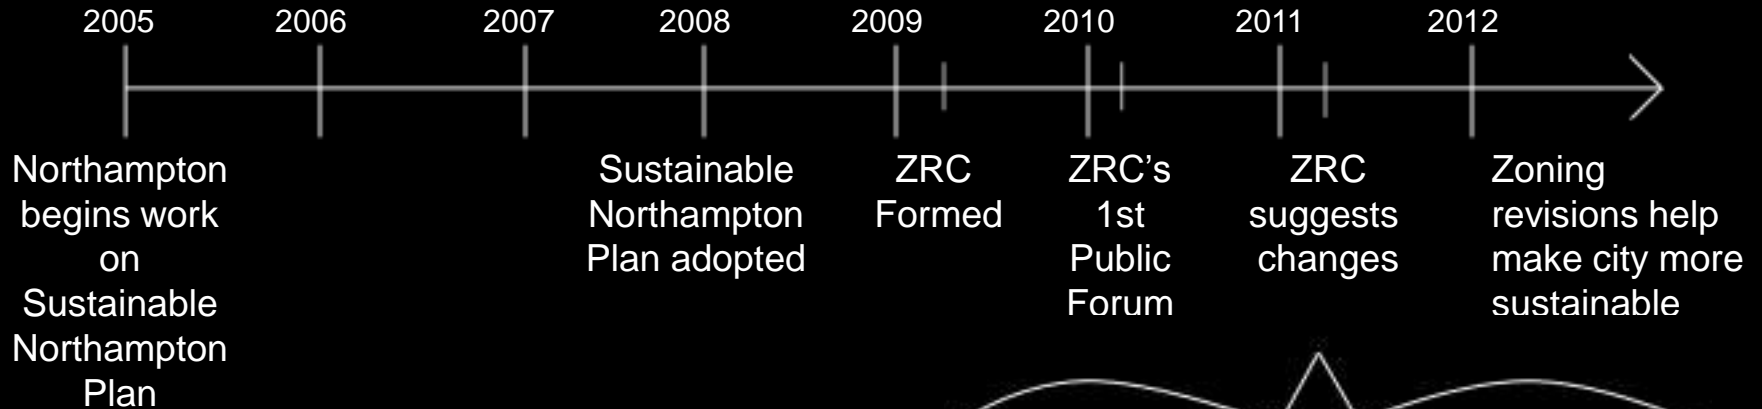 2005 2006 2007 2008 2009 2010 2011 2012
Northampton
begins work
on
Sustainable
Northampton
Plan
Sustainable
Northampton
Plan adopted
ZRC
Formed
ZRC’s
1st
Public
Forum
ZRC
suggests
changes
Zoning
revisions help
make city more
sustainable